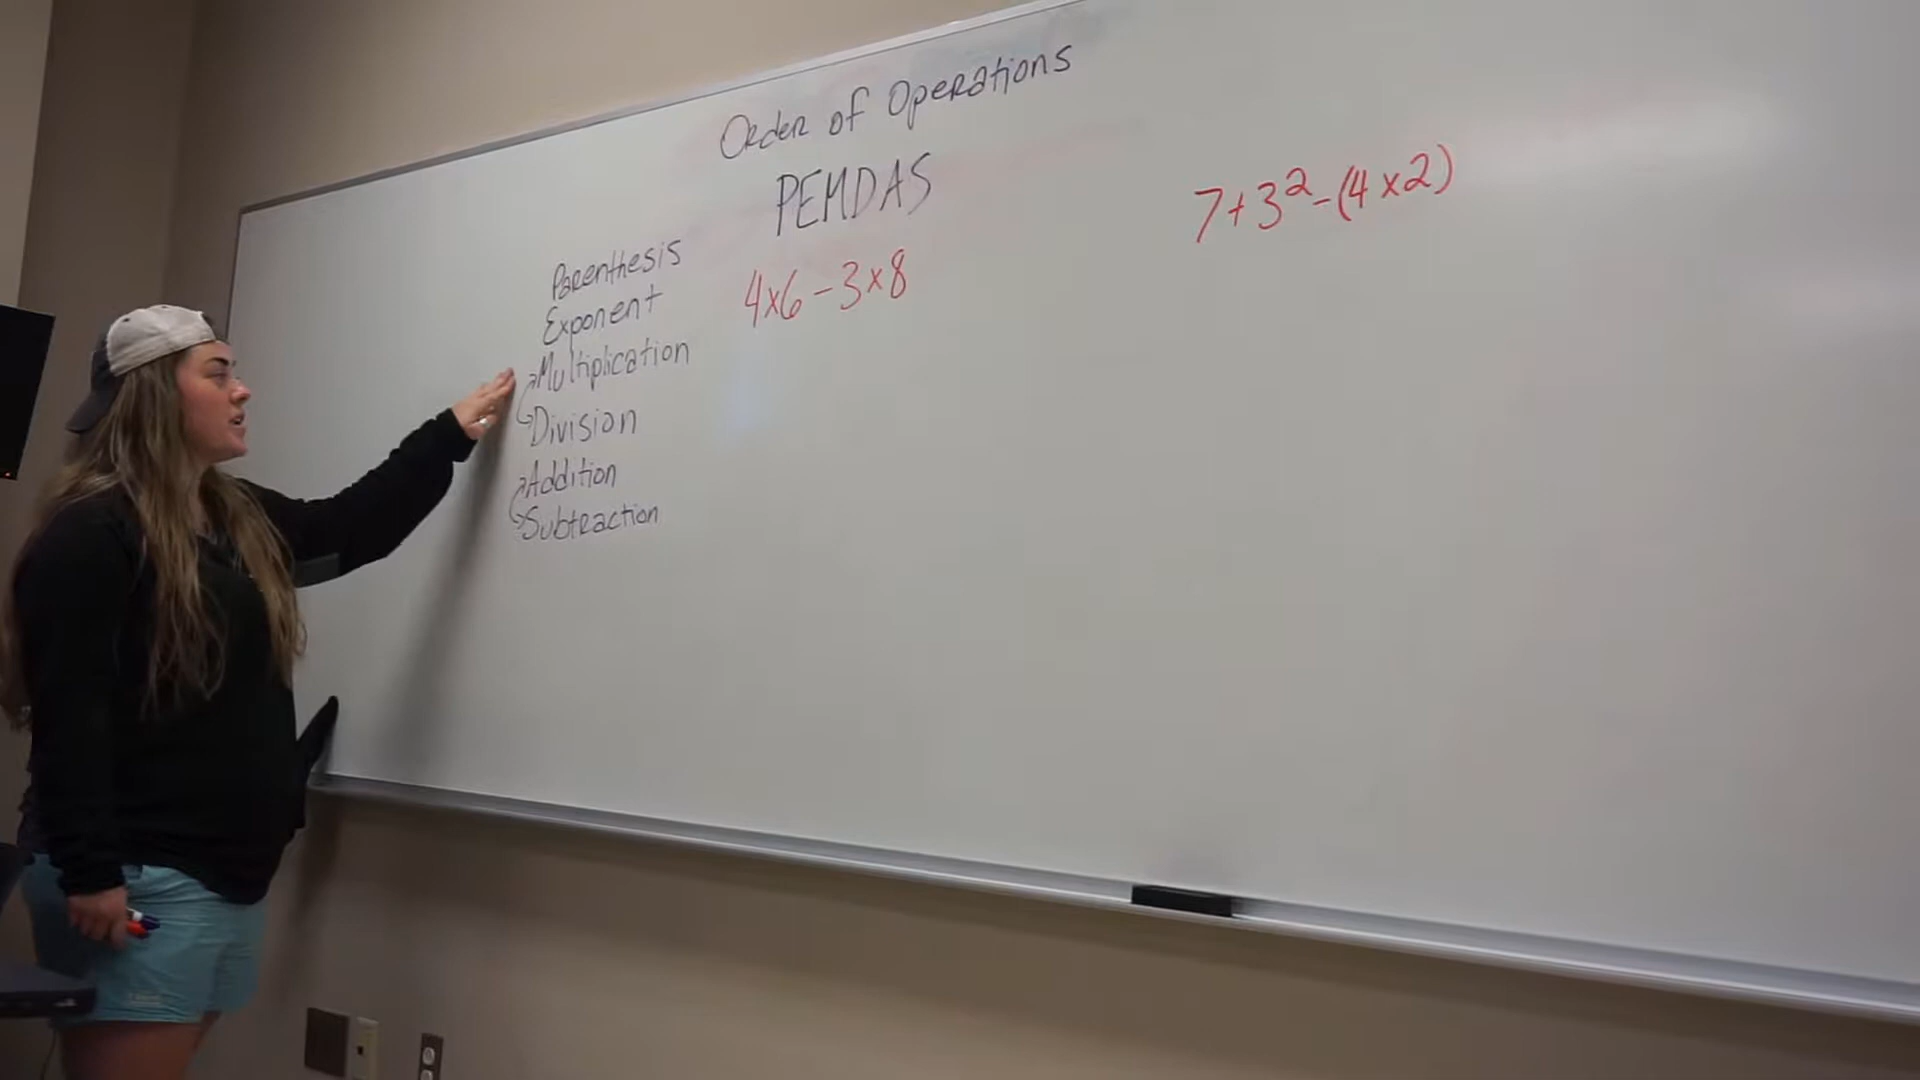 Order of Operations
PEMDAS
Parenthesis
Exponent
Multiplication
Division
Addition
Subtraction
4x6-3x8
7+3²-(4x2)